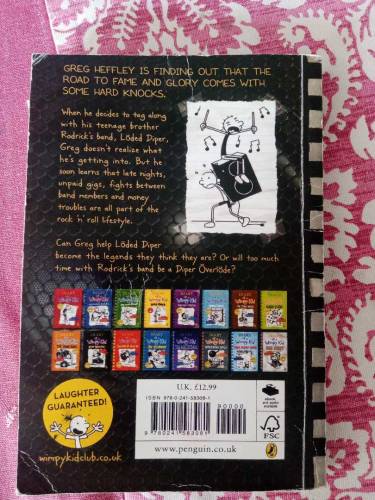 GREG HEFFLEY IS FINDING OUT THAT THE
ROAD TO FAME AND GLORY COMES WITH
SOME HARD KNOCKS.
When he decides to tag along
with his teenage brother
Rodrick's band, Löded Diper,
Greg doesn't realize what
he's getting into. But he
soon learns that late nights,
unpaid gigs, fights between
band members and money
troubles are all part of the
rock 'n' roll lifestyle.
Can Greg help Löded Diper
become the legends they think they are? Or will too much
time with Rodrick's band be a Diper Överlöde?
LAUGHTER
GUARANTEED!
wimpykidclub.co.uk
U.K. £12.99
ISBN 978-0-241-58308-1
90000
9 780241 583081
www.penguin.co.uk
FSC